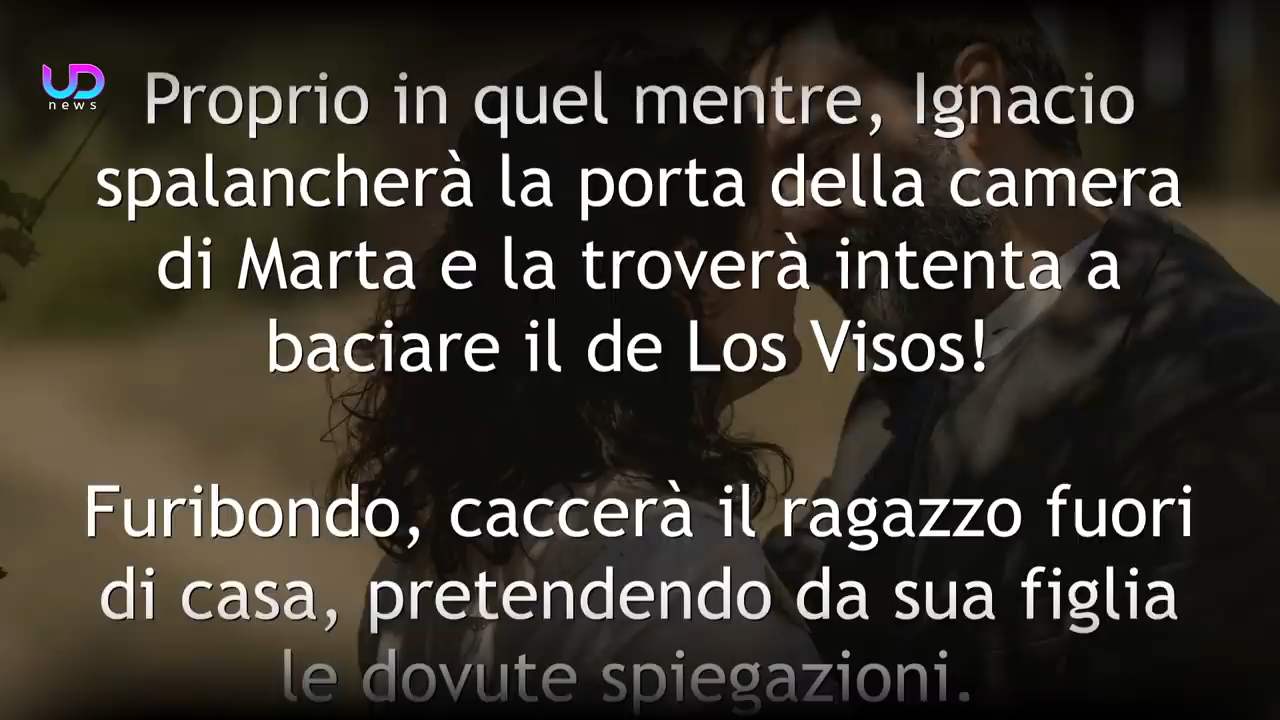 UD
news
Proprio in quel mentre, Ignacio
spalancherà la porta della camera
di Marta e la troverà intenta a
baciare il de Los Visos!
Furibondo, caccerà il ragazzo fuori
di casa, pretendendo da sua figlia
le dovute spiegazioni.